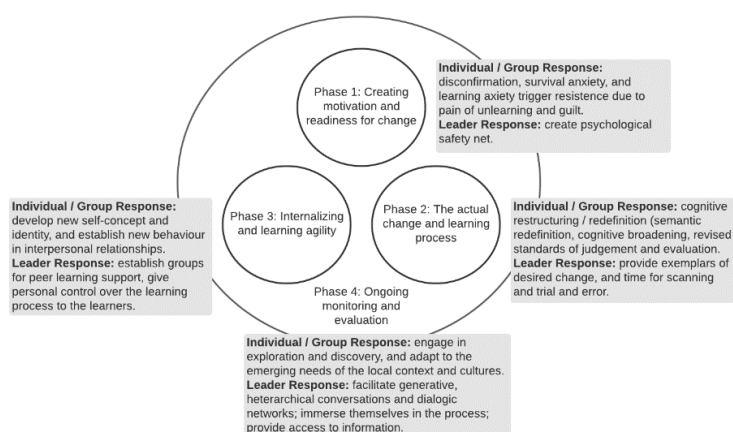 Phase 1: Creating
motivation and
readiness for change
Individual / Group Response:
disconfirmation, survival anxiety, and
learning axiety trigger resistence due to
pain of unlearning and guilt.
Leader Response: create psychological
safety net.
Individual / Group Response:
develop new self-concept and
identity, and establish new behaviour
in interpersonal relationships.
Leader Response: establish groups
for peer learning support, give
personal control over the learning
process to the learners.
Phase 3: Internalizing
and learning agility
Phase 2: The actual
change and learning
process
Individual / Group Response: cognitive
restructuring / redefinition (semantic
redefinition, cognitive broadening, revised
standards of judgement and evaluation.
Leader Response: provide exemplars of
desired change, and time for scanning
and trial and error.
Phase 4: Ongoing
monitoring and
evaluation
Individual / Group Response: engage in
exploration and discovery, and adapt to the
emerging needs of the local context and cultures.
Leader Response: facilitate generative,
heterarchical conversations and dialogic
networks; immerse themselves in the process;
provide access to information.